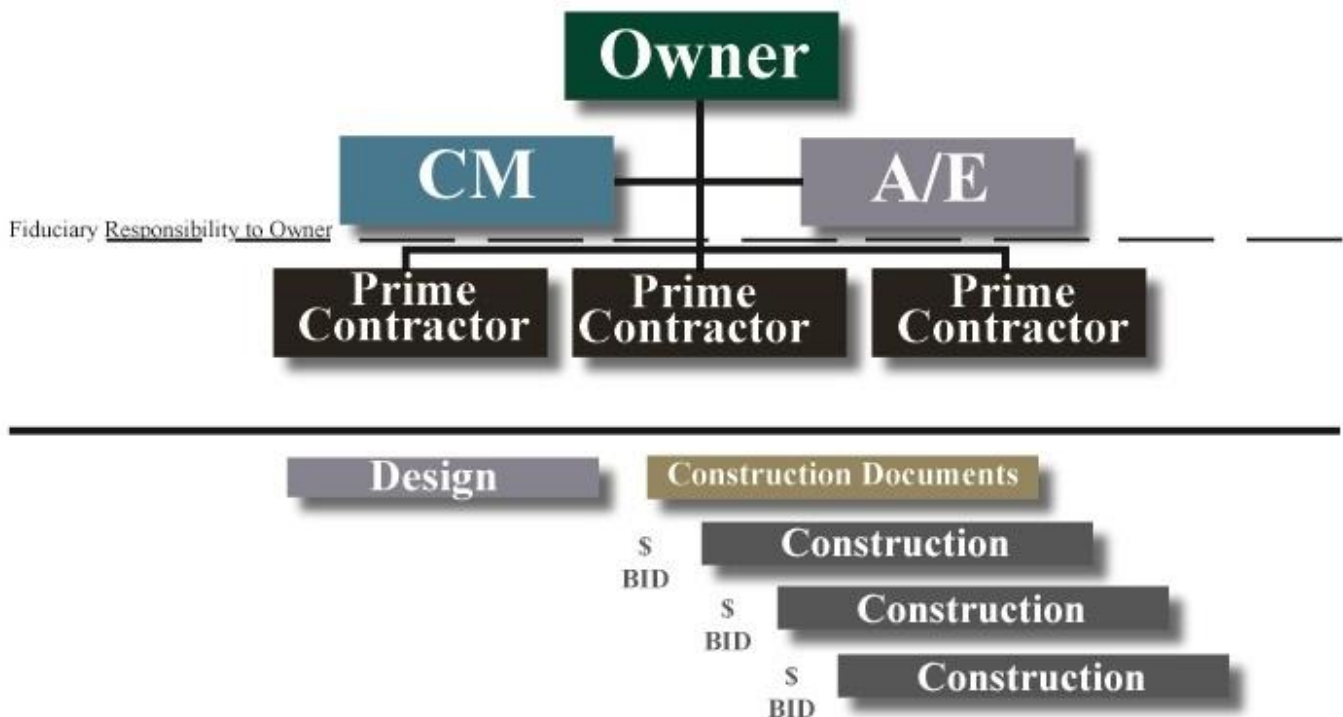 Owner
CM
A/E
Fiduciary Responsibility to Owner
Prime
Contractor
Prime
Contractor
Prime
Contractor
Design
Construction Documents
$
BID
Construction
$
BID
Construction
$
BID
Construction